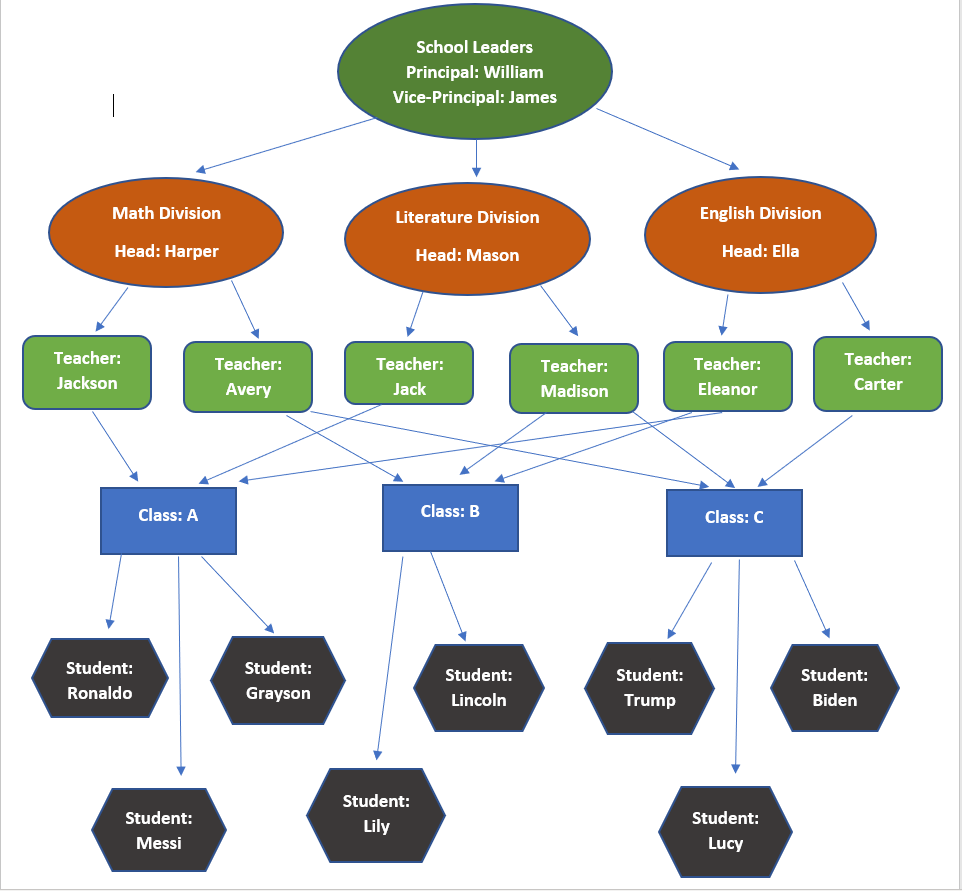 School Leaders
Principal: William
Vice-Principal: James
Math Division
Head: Harper
Literature Division
Head: Mason
English Division
Head: Ella
Teacher:
Jackson
Teacher:
Avery
Teacher:
Jack
Teacher:
Madison
Teacher:
Eleanor
Teacher:
Carter
Class: A
Class: B
Class: C
Student:
Ronaldo
Student:
Grayson
Student:
Lincoln
Student:
Trump
Student:
Biden
Student:
Messi
Student:
Lily
Student:
Lucy